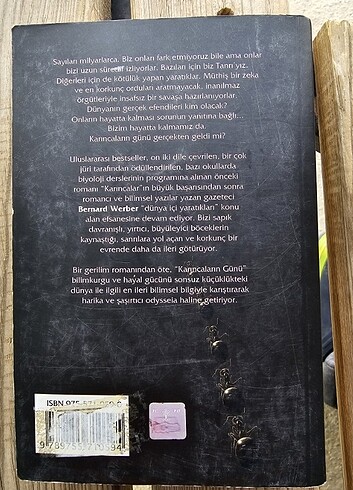 Sayıları milyarlarca. Biz onları fark etmiyoruz bile ama onlar
bizi uzun süredir izliyorlar. Bazıları için biz Tanrı'yız.
Diğerleri için de kötülük yapan yaratıklar. Müthiş bir zeka
ve en korkunç orduları aratmayacak, inanılmaz
örgütleriyle insafsız bir savaşa hazırlanıyorlar.
Dünyanın gerçek efendileri kim olacak?
Onların hayatta kalması sorunun yanıtına bağlı...
Bizim hayatta kalmamız da.
Karıncaların günü gerçekten geldi mi?
Uluslararası bestseller, on iki dile çevrilen, bir çok
jüri tarafından ödüllendirilen, bazı okullarda
biyoloji derslerinin programına alınan önceki
romanı "Karıncalar"ın büyük başarısından sonra
romancı ve bilimsel yazılar yazan gazeteci
Bernard Werber "dünya içi yaratıkları" konu
alan efsanesine devam ediyor. Bizi sapık
davranışlı, yırtıcı, büyüleyici böceklerin
kaynaştığı, sanrılara yol açan ve korkunç bir
evrende daha da ileri götürüyor.
Bir gerilim romanından öte, "Karıncaların Günü"
bilimkurgu ve hayal gücünü sonsuz küçüklükteki
dünya ile ilgili en ileri bilimsel bilgiyle karıştırarak
harika ve şaşırtıcı odysseia haline getiriyor.
ISBN